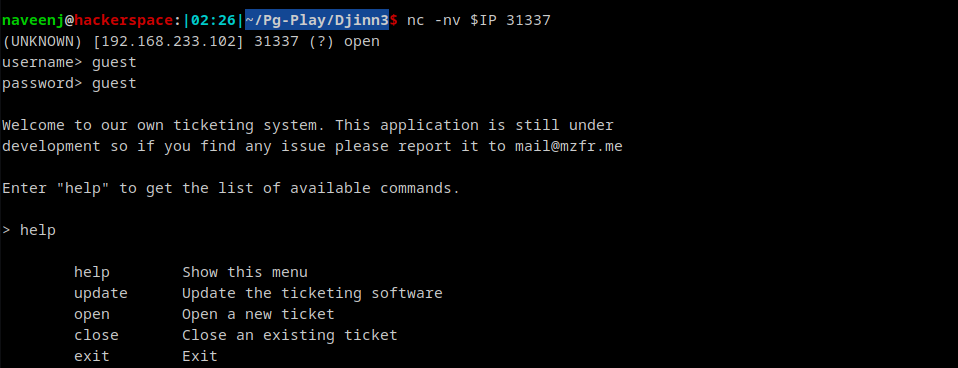 naveenj@hackerspace:|02:26|~/Pg-Play/Djinn3$ nc -nv $IP 31337
(UNKNOWN) [192.168.233.102] 31337 (?) open
username> guest
password> guest
Welcome to our own ticketing system. This application is still under
development so if you find any issue please report it to mail@mzfr.me
Enter "help" to get the list of available commands.
> help
help Show this menu
update Update the ticketing software
open Open a new ticket
close Close an existing ticket
exit Exit